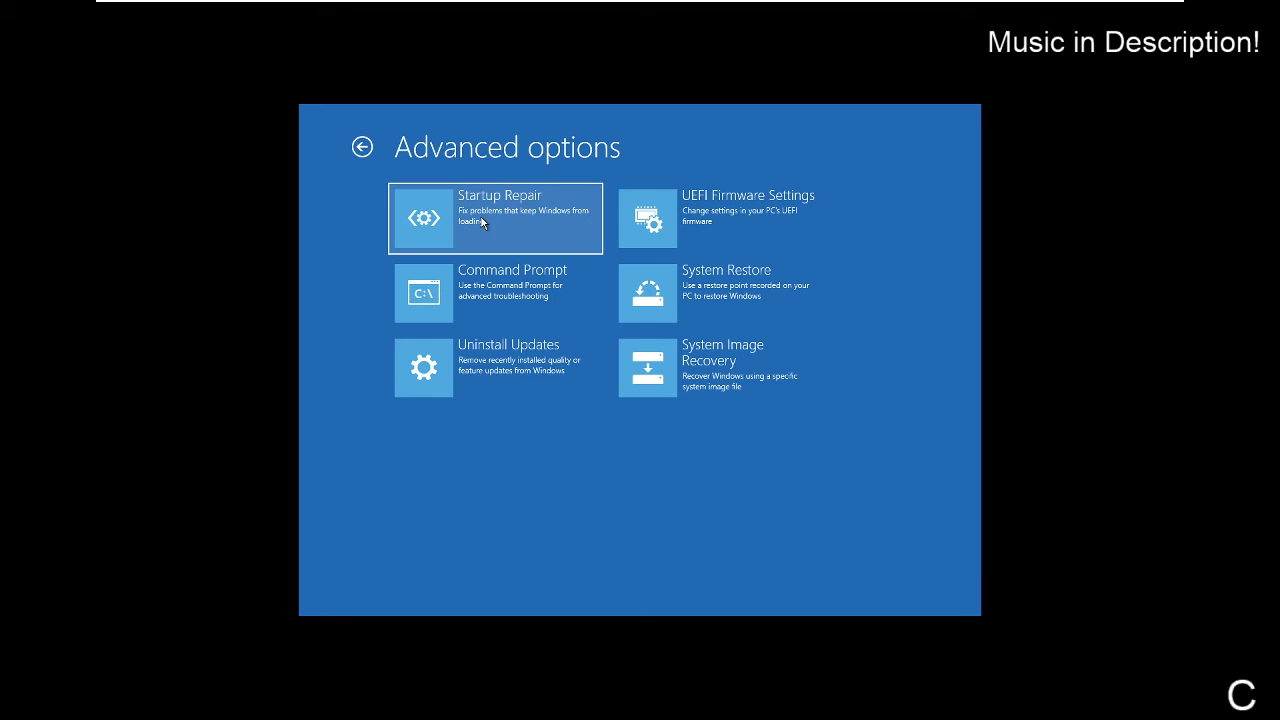 Music in Description!
Advanced options
Startup Repair
Fix problems that keep Windows from
loading
UEFI Firmware Settings
Change settings in your PC's UEFI
firmware
Command Prompt
Use the Command Prompt for
advanced troubleshooting
C:\
System Restore
Use a restore point recorded on your
PC to restore Windows
Uninstall Updates
Remove recently installed quality or
feature updates from Windows
System Image
Recovery
Recover Windows using a specific
system image file
C